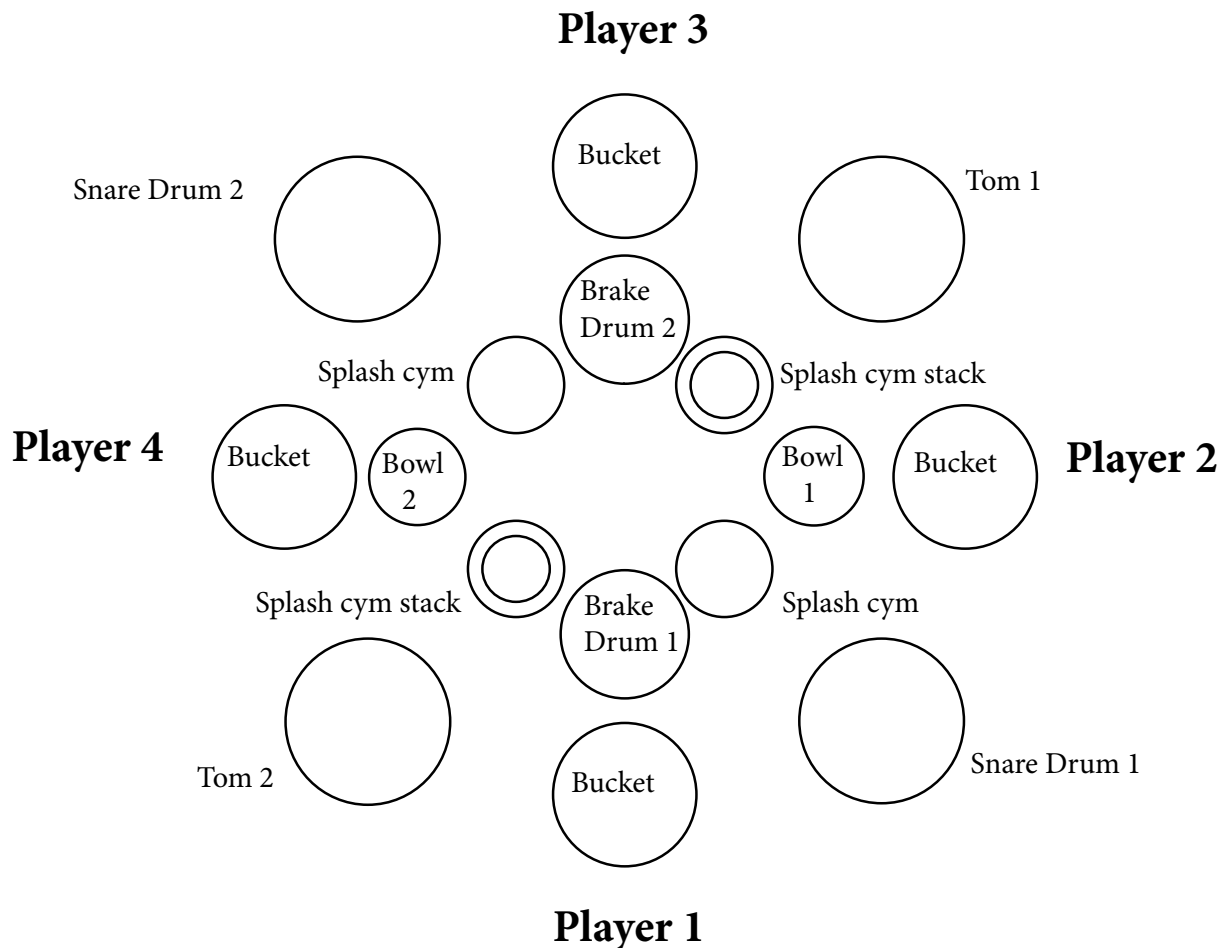 Player 3
Bucket
Snare Drum 2
Tom 1
Brake
Drum 2
Splash cym
Splash cym stack
Player 4
Bucket
Bowl
2
Bowl
1
Bucket
Player 2
Splash cym stack
Brake
Drum 1
Splash cym
Tom 2
Bucket
Snare Drum 1
Player 1